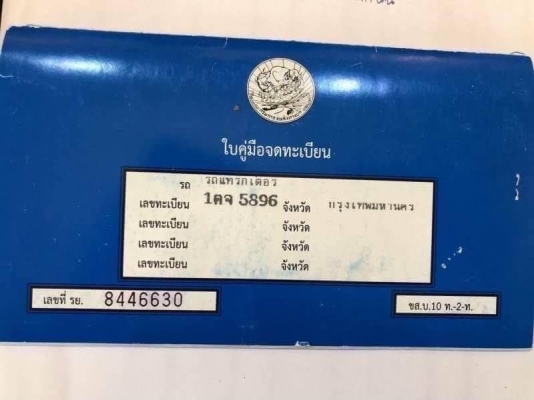 ใบคู่มือจดทะเบียน
รถ รถแทรกเตอร์
เลขทะเบียน 1ตจ 5896 จังหวัด กรุงเทพมหานคร
เลขทะเบียน จังหวัด
เลขทะเบียน จังหวัด
เลขทะเบียน จังหวัด
เลขที่ รย. 8446630
ขส.บ.10 ท.-2-ท.